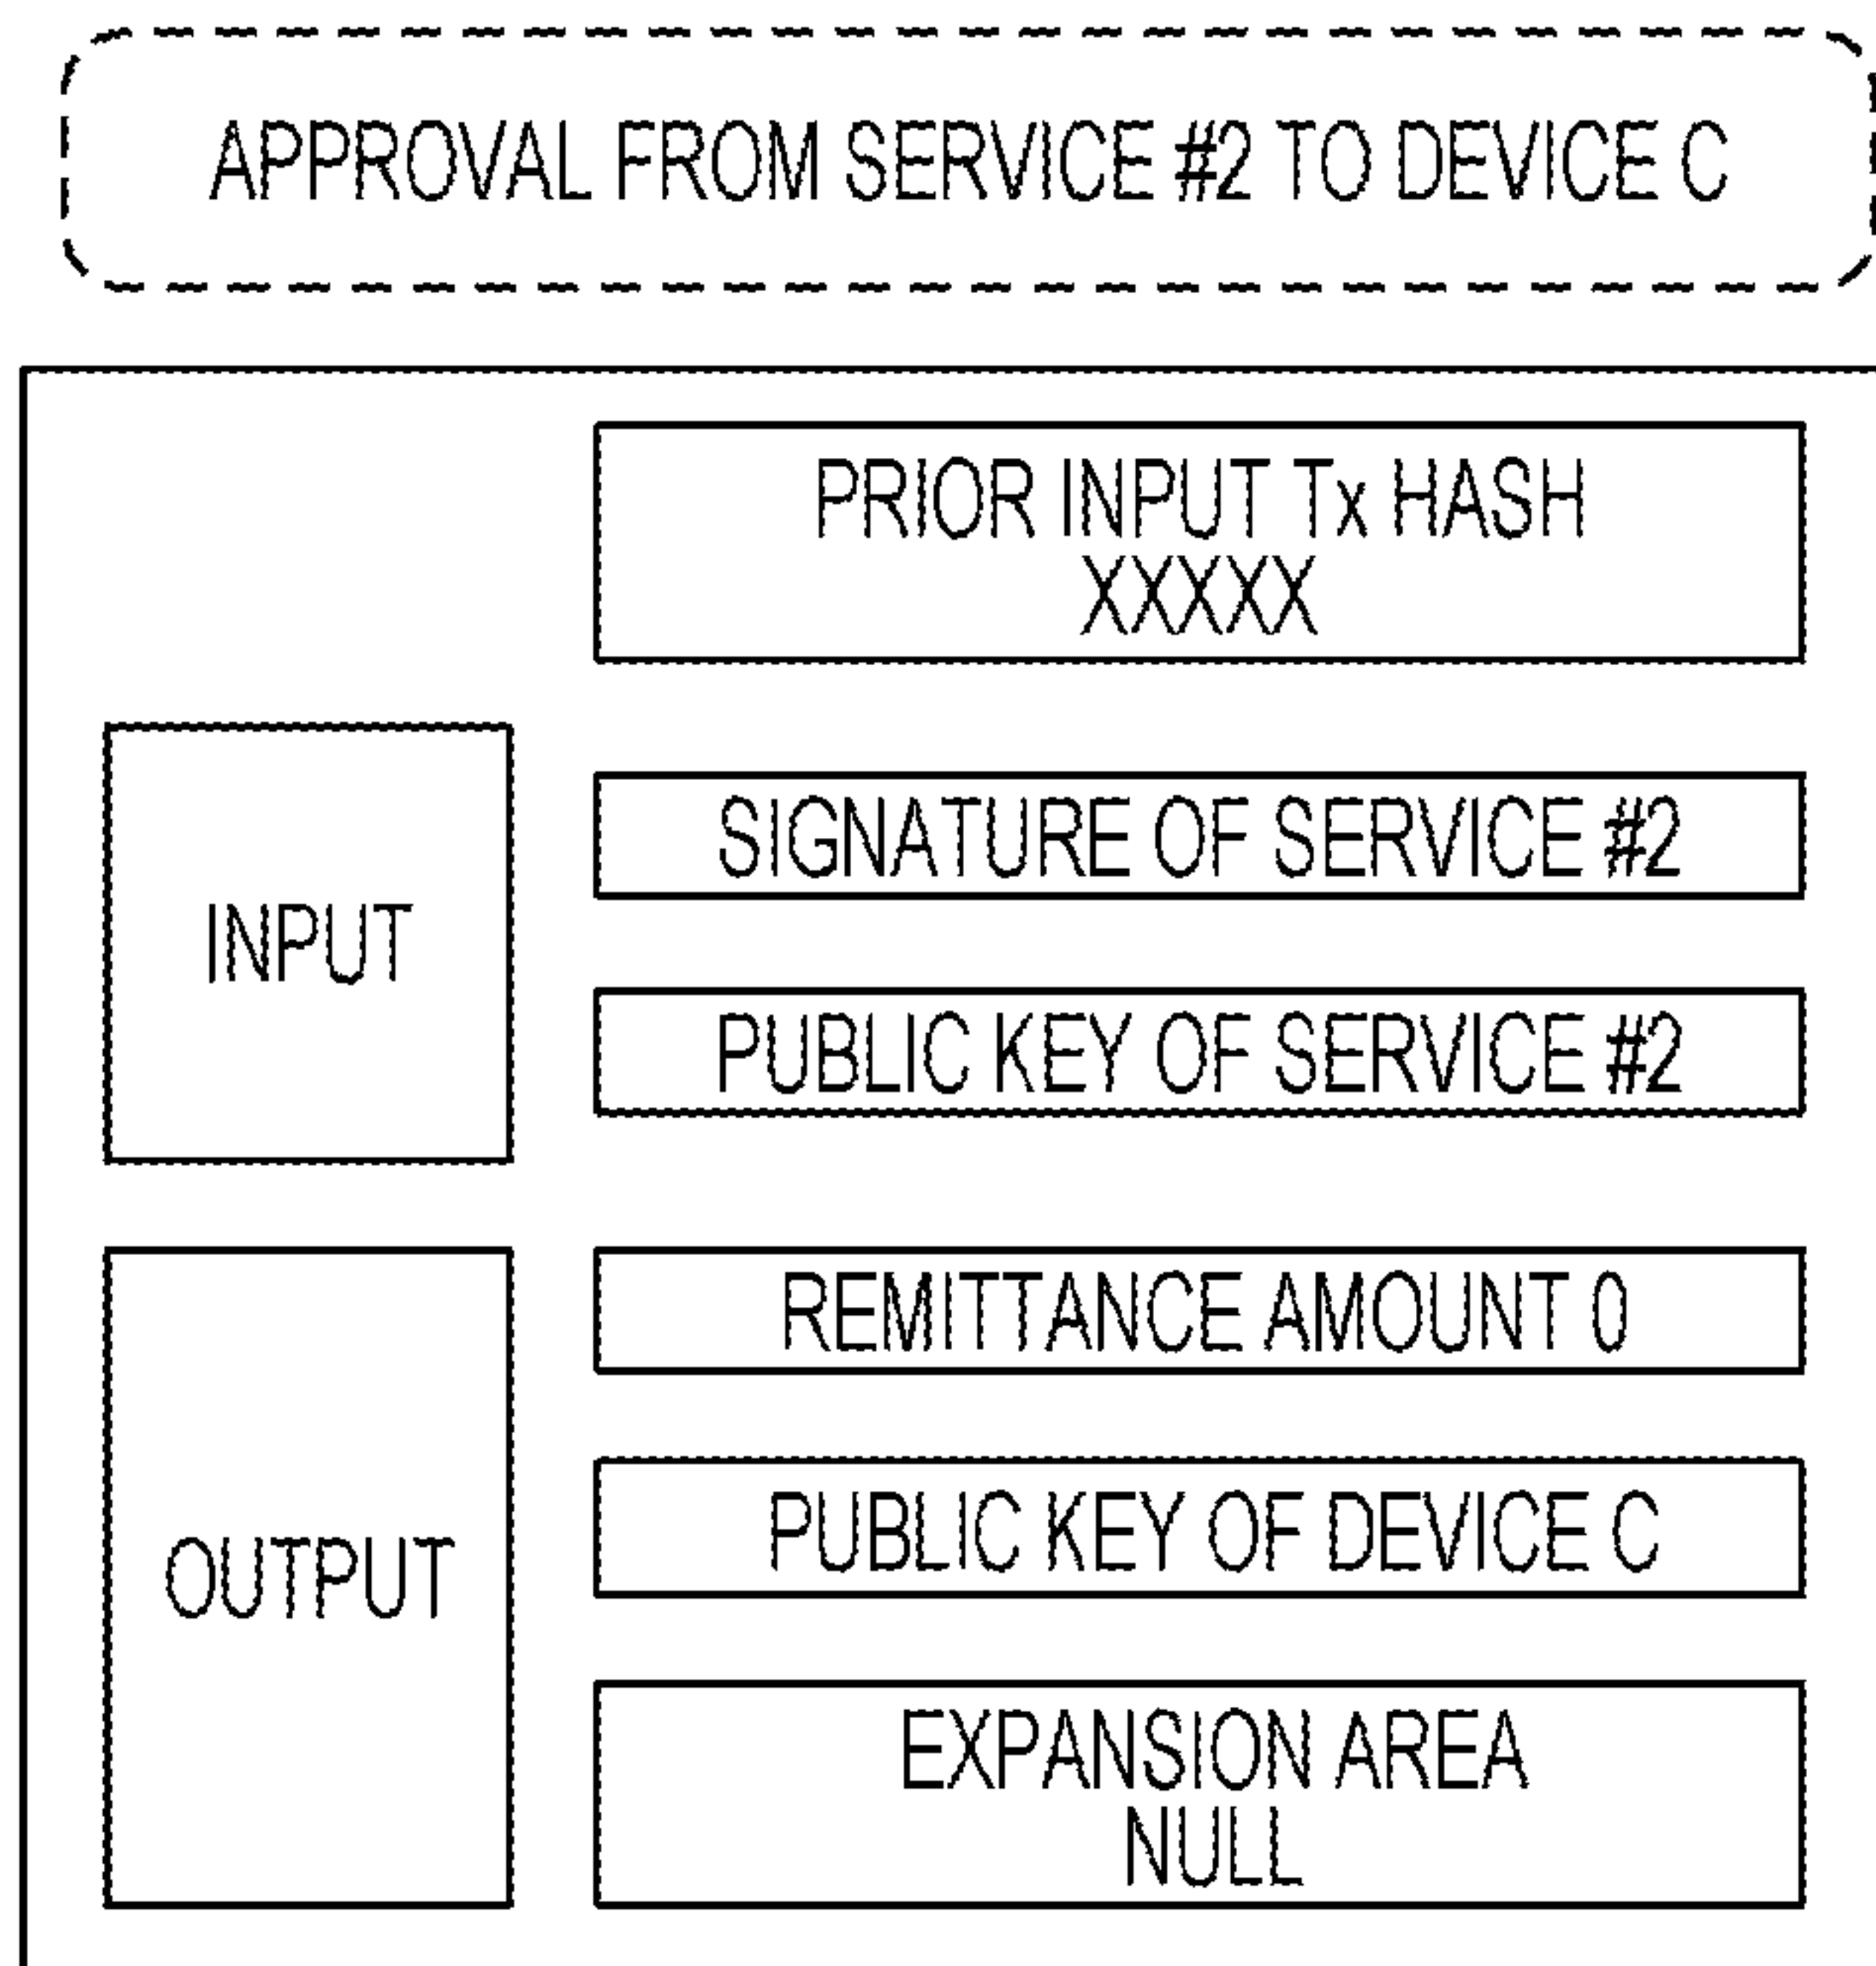 APPROVAL FROM SERVICE #2 TO DEVICE C
PRIOR INPUT Tx HASH
XXXXX
INPUT
SIGNATURE OF SERVICE #2
PUBLIC KEY OF SERVICE #2
OUTPUT
REMITTANCE AMOUNT 0
PUBLIC KEY OF DEVICE C
EXPANSION AREA
NULL